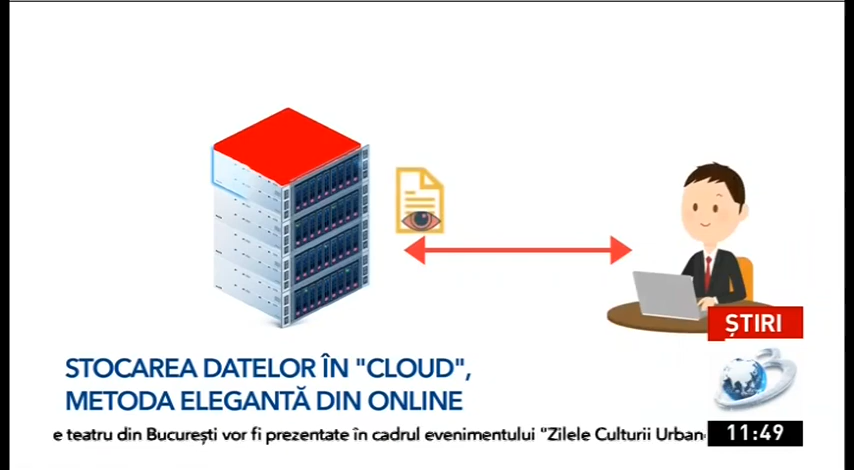 STOCAREA DATELOR ÎN "CLOUD",
METODA ELEGANTĂ DIN ONLINE
ȘTIRI
e teatru din București vor fi prezentate în cadrul evenimentului "Zilele Culturii Urban
11:49